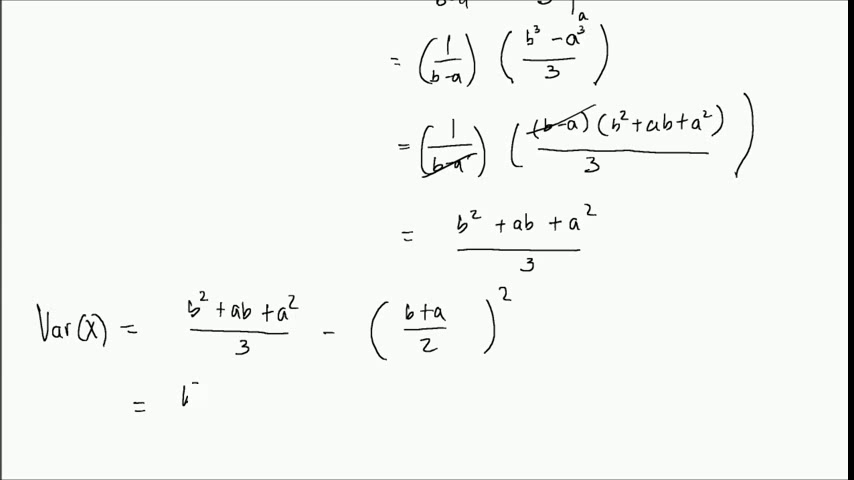 = (1/(b-a)) ((b³ - a³)/3)
= (1/(b-a)) ((b-a)(b² + ab + a²)/3)
= (b² + ab + a²)/3
Var(X) = (b² + ab + a²)/3 - ((b+a)/2)²
=